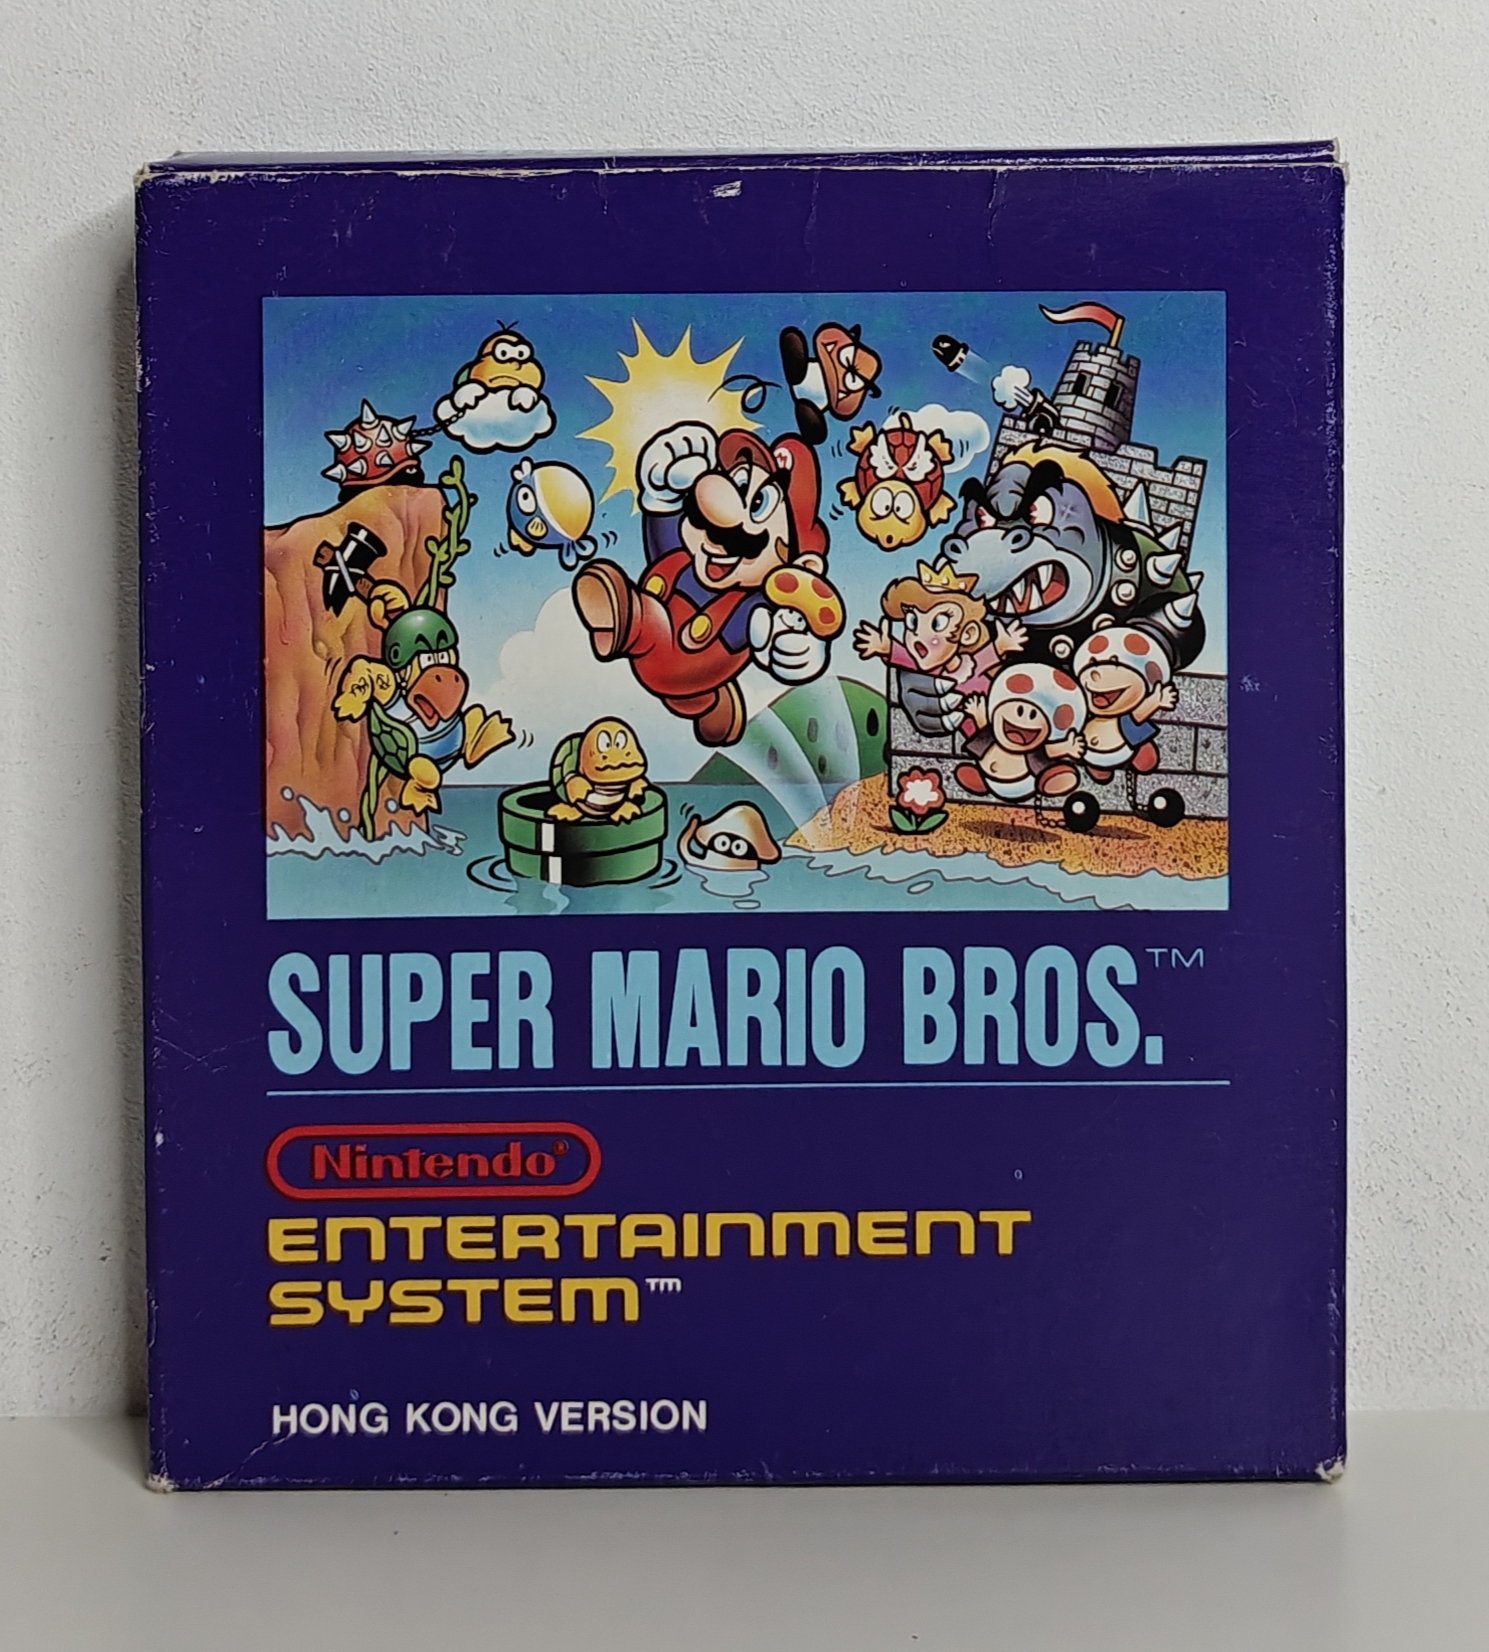 SUPER MARIO BROS.™
Nintendo®
ENTERTAINMENT
SYSTEM™
HONG KONG VERSION